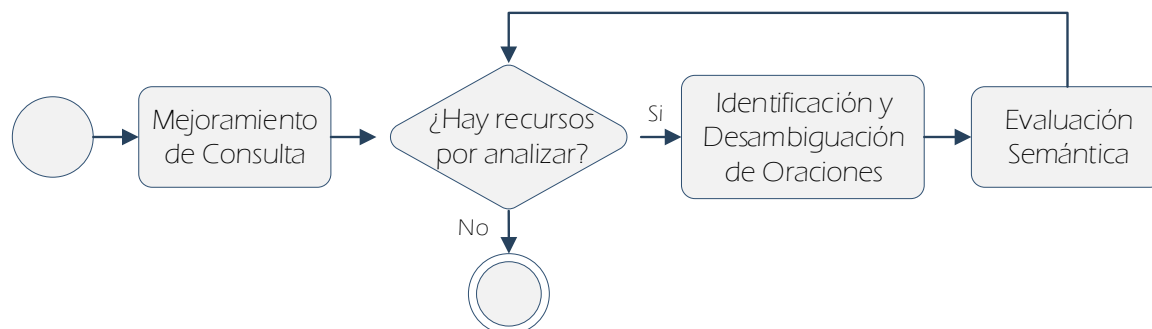 Mejoramiento
de Consulta
¿Hay recursos
por analizar?
Si
No
Identificación y
Desambiguación
de Oraciones
Evaluación
Semántica